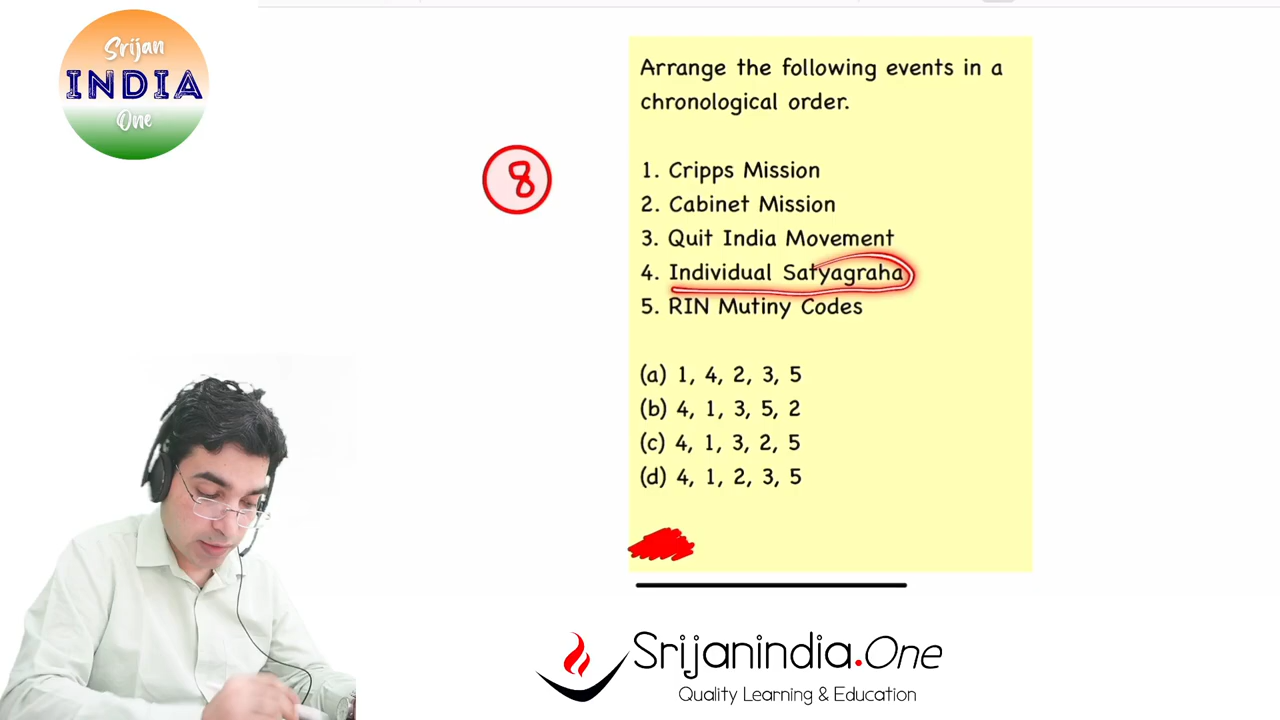 Srijan
INDIA
One
8
Arrange the following events in a
chronological order.
1. Cripps Mission
2. Cabinet Mission
3. Quit India Movement
4. Individual Satyagraha
5. RIN Mutiny Codes
(a) 1, 4, 2, 3, 5
(b) 4, 1, 3, 5, 2
(c) 4, 1, 3, 2, 5
(d) 4, 1, 2, 3, 5
Srijanindia.One
Quality Learning & Education